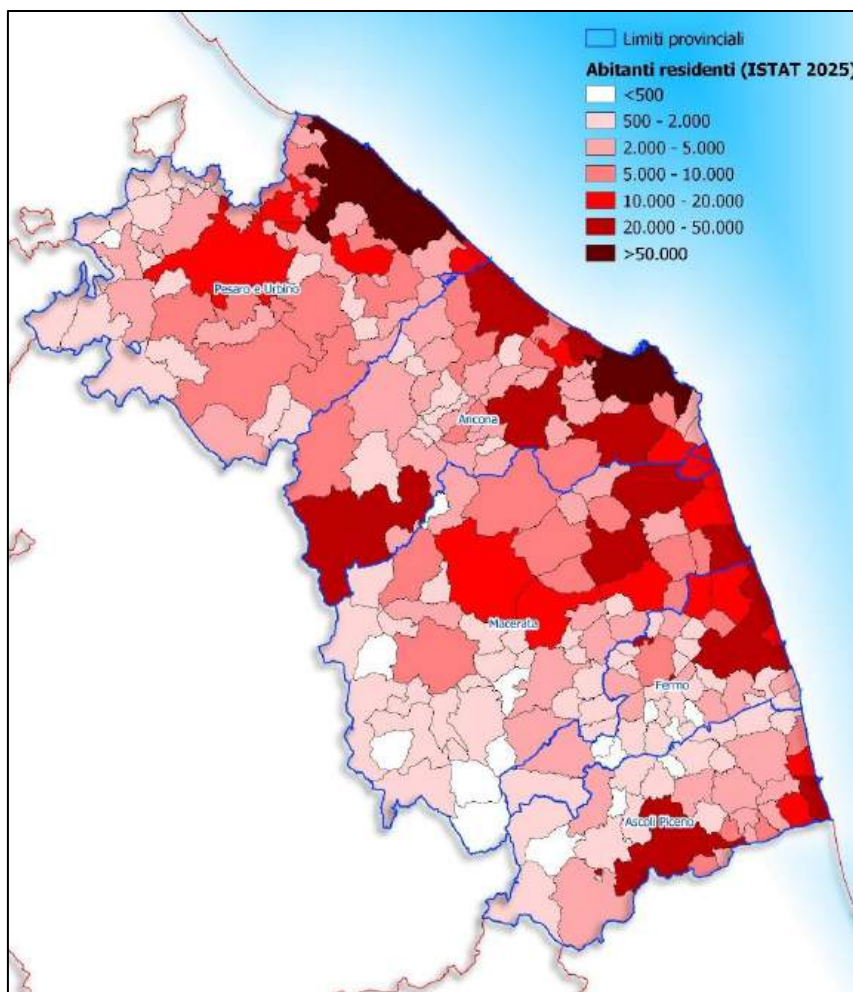 Limiti provinciali
Abitanti residenti (ISTAT 2025)
<500
500 - 2.000
2.000 - 5.000
5.000 - 10.000
10.000 - 20.000
20.000 - 50.000
>50.000
Pesaro e Urbino
Ancona
Macerata
Fermo
Ascoli Piceno